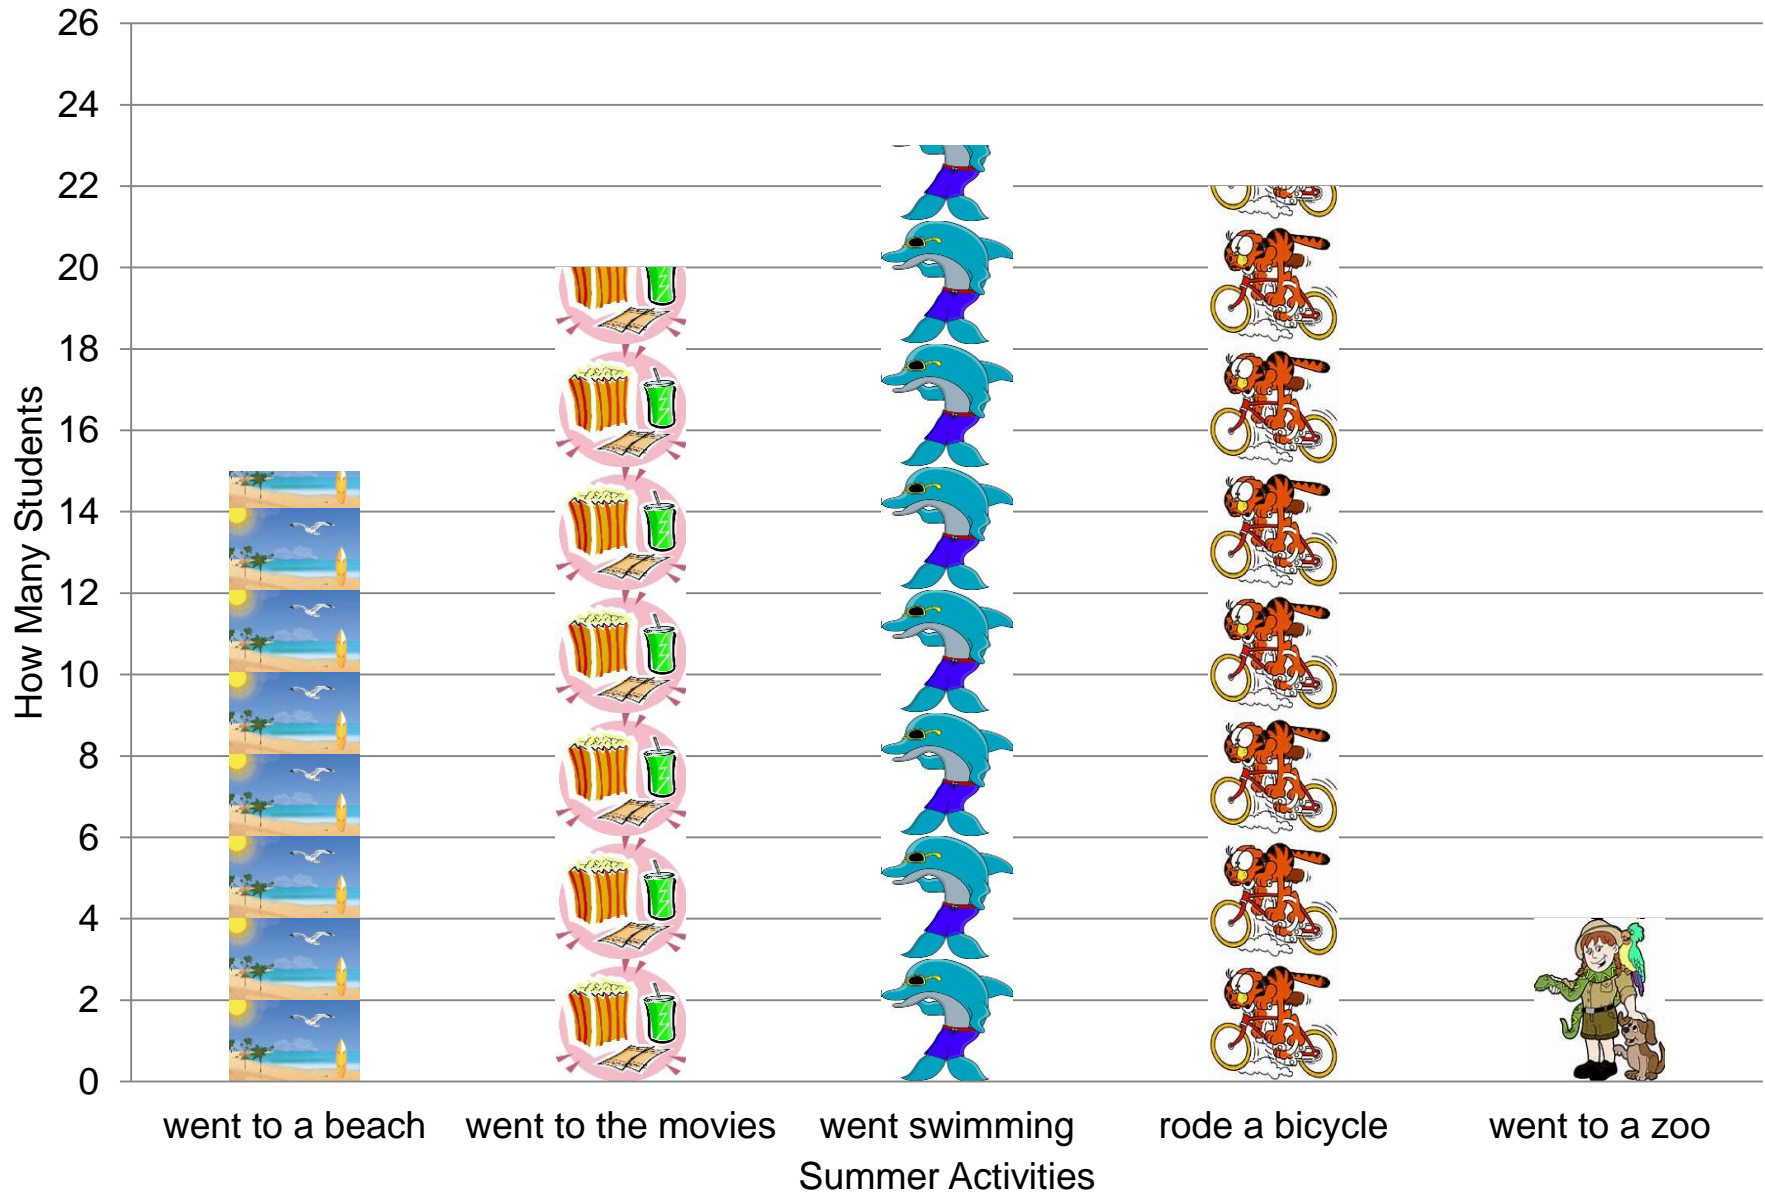 26
24
22
20
18
16
14
12
10
8
6
4
2
0
How Many Students
went to a beach
went to the movies
went swimming
rode a bicycle
went to a zoo
Summer Activities